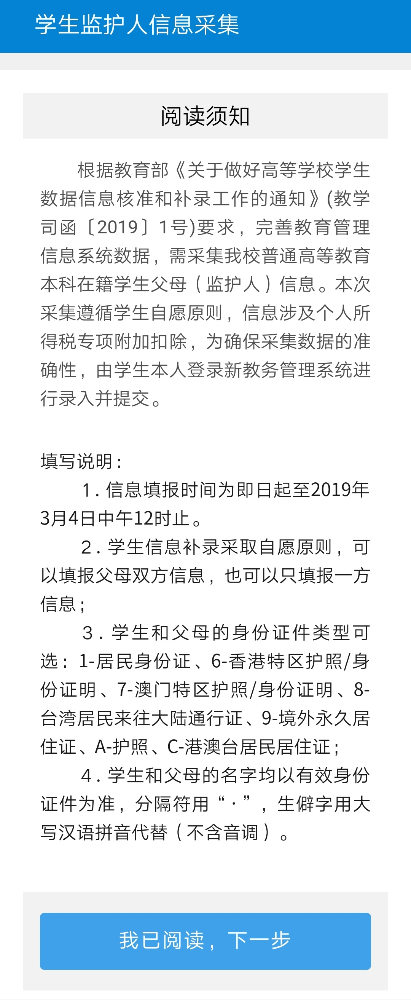 学生监护人信息采集
阅读须知
根据教育部《关于做好高等学校学生
数据信息核准和补录工作的通知》(教学
司函〔2019〕1号)要求，完善教育管理
信息系统数据，需采集我校普通高等教育
本科在籍学生父母（监护人）信息。本次
采集遵循学生自愿原则，信息涉及个人所
得税专项附加扣除，为确保采集数据的准
确性，由学生本人登录新教务管理系统进
行录入并提交。
填写说明：
１．信息填报时间为即日起至2019年
3月4日中午12时止。
２．学生信息补录采取自愿原则，可
以填报父母双方信息，也可以只填报一方
信息；
３．学生和父母的身份证件类型可
选：1-居民身份证、6-香港特区护照/身
份证明、7-澳门特区护照/身份证明、8-
台湾居民来往大陆通行证、9-境外永久居
住证、A-护照、C-港澳台居民居住证；
４．学生和父母的名字均以有效身份
证件为准，分隔符用“·”，生僻字用大
写汉语拼音代替（不含音调）。
我已阅读，下一步